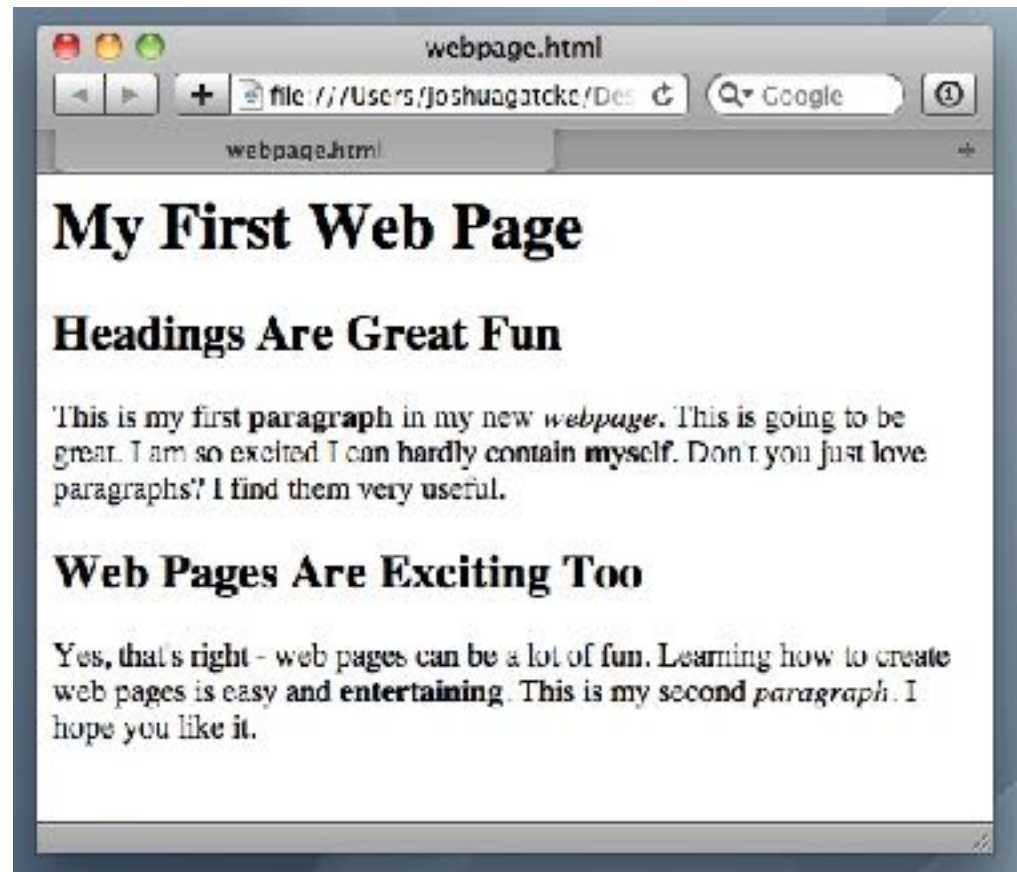 webpage.html
file:///Users/joshuagatcke/Des
Google
1
webpage.html
My First Web Page
Headings Are Great Fun
This is my first paragraph in my new webpage. This is going to be
great. I am so excited I can hardly contain myself. Don't you just love
paragraphs? I find them very useful.
Web Pages Are Exciting Too
Yes, that's right - web pages can be a lot of fun. Learning how to create
web pages is easy and entertaining. This is my second paragraph. I
hope you like it.